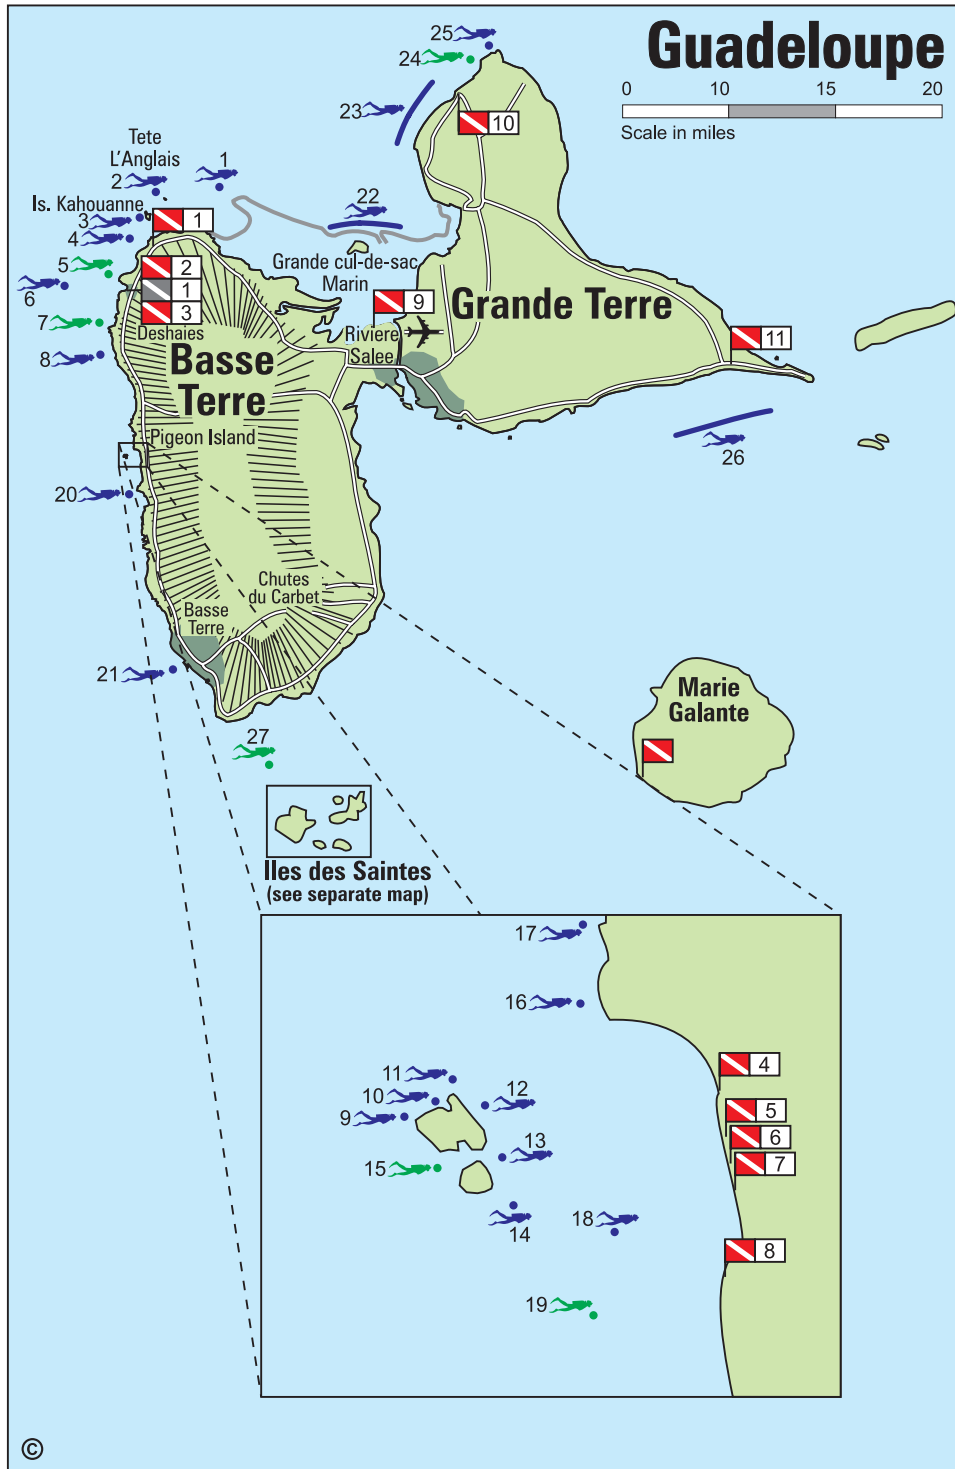 Guadeloupe
0 10 15 20
Scale in miles
25
24
23
10
Tete
L'Anglais
1
2
Is. Kahouanne
3
1
22
4
5
2
Grande cul-de-sac
Marin
6
1
9
Grande Terre
7
3
Deshaies
Riviere
Salee
11
8
Basse
Terre
Pigeon Island
26
20
Chutes
du Carbet
Basse
Terre
21
Marie
Galante
27
Iles des Saintes
(see separate map)
17
16
4
11
10
12
9
5
6
13
7
15
14
18
8
19
©